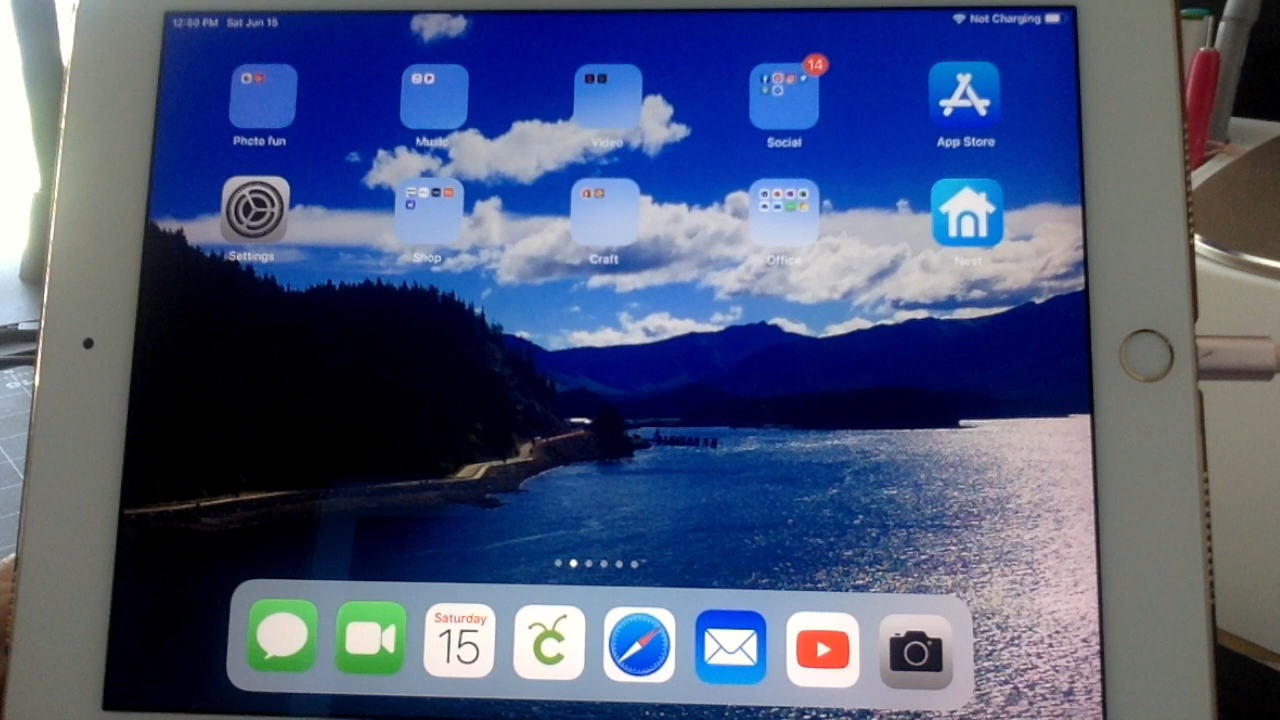 12:50 PM Sat Jun 15
Not Charging
14
Photo fun
Music
Video
Social
App Store
Settings
Shop
Craft
Office
Nest
Saturday
15